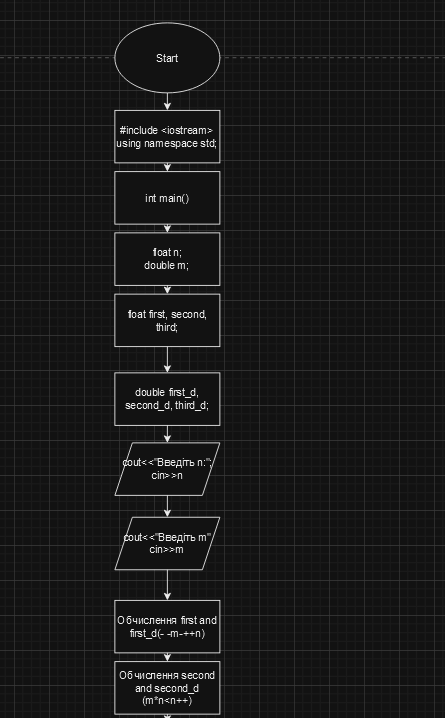 Start
#include <iostream>
using namespace std;
int main()
float n;
double m;
float first, second,
third;
double first_d,
second_d, third_d;
cout<<"Введіть n:";
cin>>n
cout<<"Введіть m"
cin>>m
Обчислення first and
first_d(- -m-++n)
Обчислення second
and second_d
(m*n<n++)